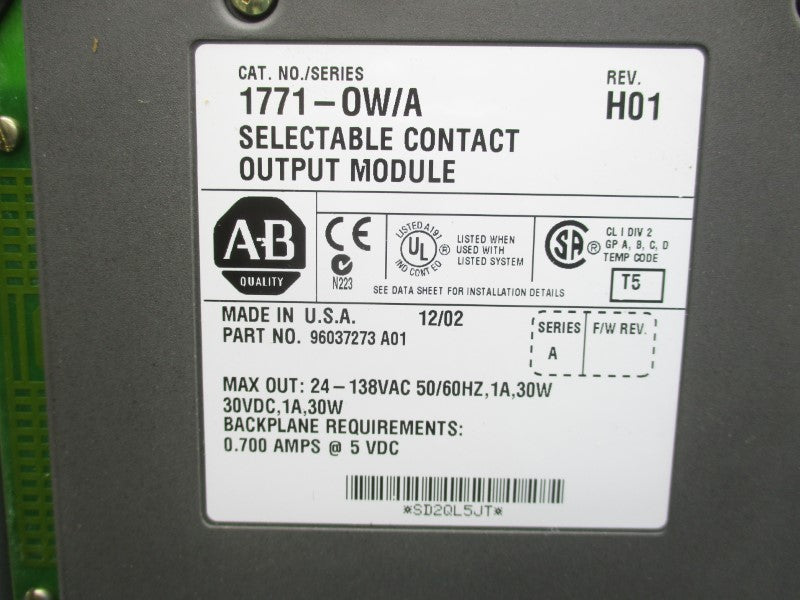 CAT. NO./SERIES
REV.
1771-OW/A
H01
SELECTABLE CONTACT
OUTPUT MODULE
A-B
QUALITY
CE
N223
LISTED A191
UL
®
IND CONT EQ
LISTED WHEN
USED WITH
LISTED SYSTEM
SA
®
CL I DIV 2
GP A, B, C, D
TEMP CODE
T5
SEE DATA SHEET FOR INSTALLATION DETAILS
MADE IN U.S.A. 12/02
PART NO. 96037273 A01
SERIES
A
F/W REV.
MAX OUT: 24-138VAC 50/60HZ,1A,30W
30VDC,1A,30W
BACKPLANE REQUIREMENTS:
0.700 AMPS @ 5 VDC
*SD2QL5JT*